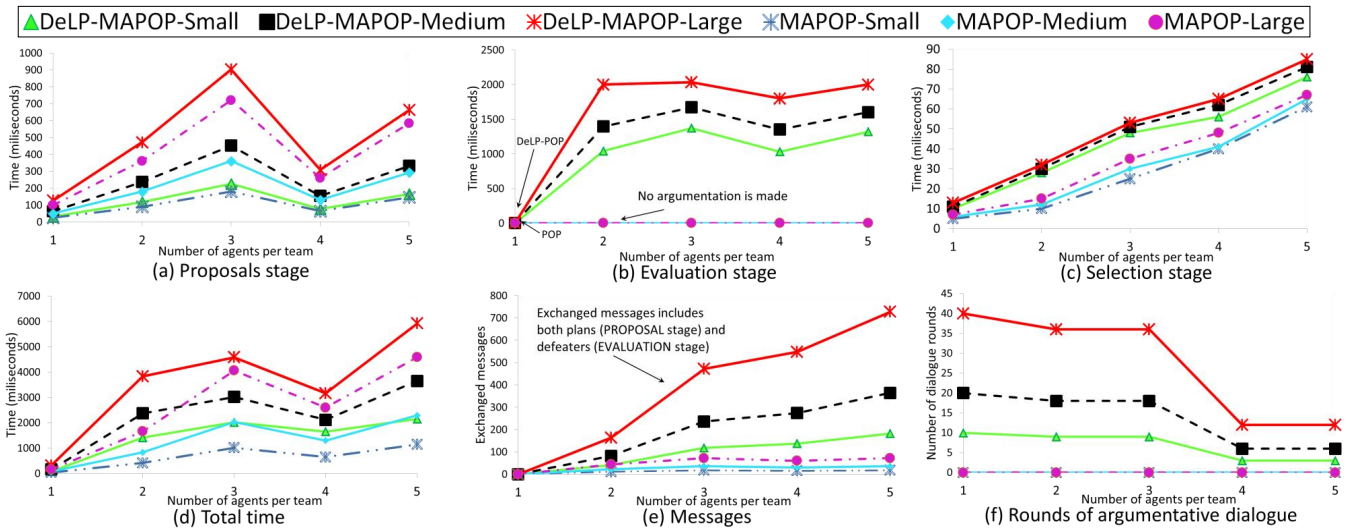 DeLP-MAPOP-Small DeLP-MAPOP-Medium DeLP-MAPOP-Large MAPOP-Small MAPOP-Medium MAPOP-Large
Time (miliseconds)
1000
900
800
700
600
500
400
300
200
100
0
1 2 3 4 5
Number of agents per team
(a) Proposals stage
Time (miliseconds)
2500
2000
1500
1000
500
0
DeLP-POP
POP
No argumentation is made
1 2 3 4 5
Number of agents per team
(b) Evaluation stage
Time (miliseconds)
90
80
70
60
50
40
30
20
10
0
1 2 3 4 5
Number of agents per team
(c) Selection stage
Time (miliseconds)
7000
6000
5000
4000
3000
2000
1000
0
1 2 3 4 5
Number of agents per team
(d) Total time
Exchanged messages
800
700
600
500
400
300
200
100
0
Exchanged messages includes
both plans (PROPOSAL stage) and
defeaters (EVALUATION stage)
1 2 3 4 5
Number of agents per team
(e) Messages
Number of dialogue rounds
45
40
35
30
25
20
15
10
5
0
1 2 3 4 5
Number of agents per team
(f) Rounds of argumentative dialogue